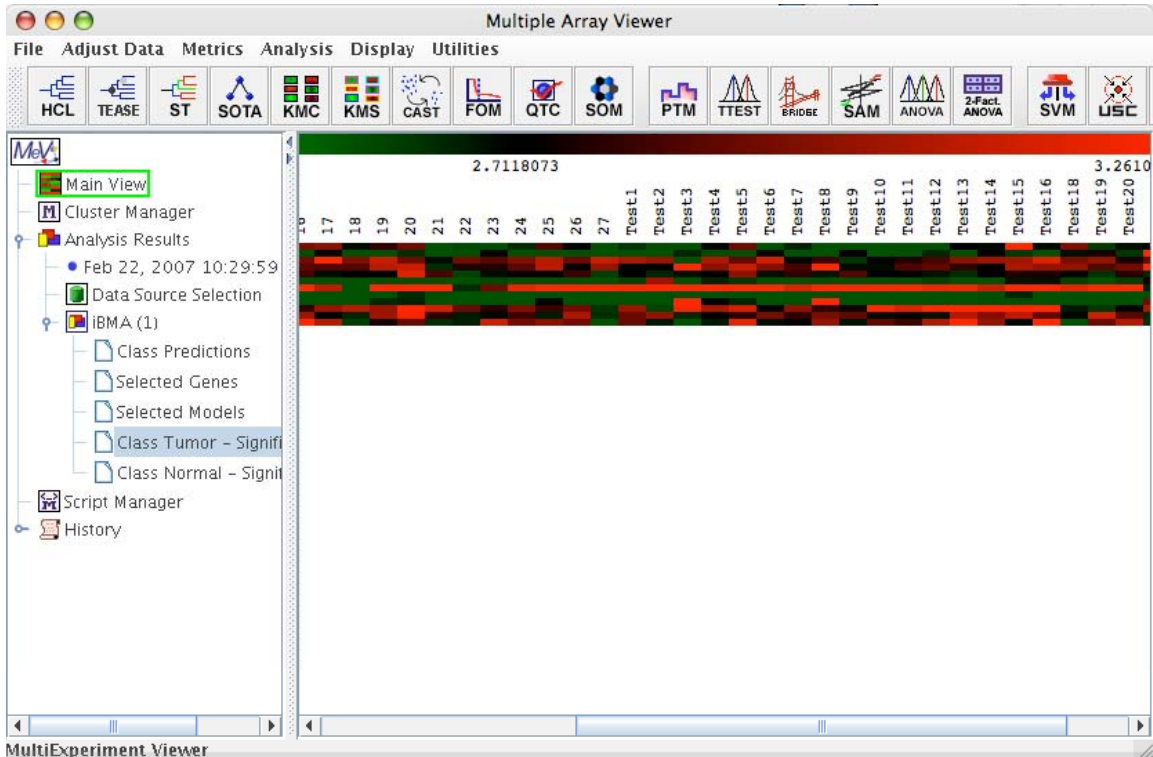 Multiple Array Viewer
File Adjust Data Metrics Analysis Display Utilities
HCL TEASE ST SOTA KMC KMS CAST FOM QTC SOM PTM TTEST BRIDGE SAM ANOVA 2-Fact. ANOVA SVM USC
MeV
Main View
M Cluster Manager
Analysis Results
Feb 22, 2007 10:29:59
Data Source Selection
iBMA (1)
Class Predictions
Selected Genes
Selected Models
Class Tumor – Signifi
Class Normal – Signif
Script Manager
History
2.7118073 3.2610
17 18 19 20 21 22 23 24 25 26 27 Test1 Test2 Test3 Test4 Test5 Test6 Test7 Test8 Test9 Test10 Test11 Test12 Test13 Test14 Test15 Test16 Test18 Test19 Test20
MultiExperiment Viewer